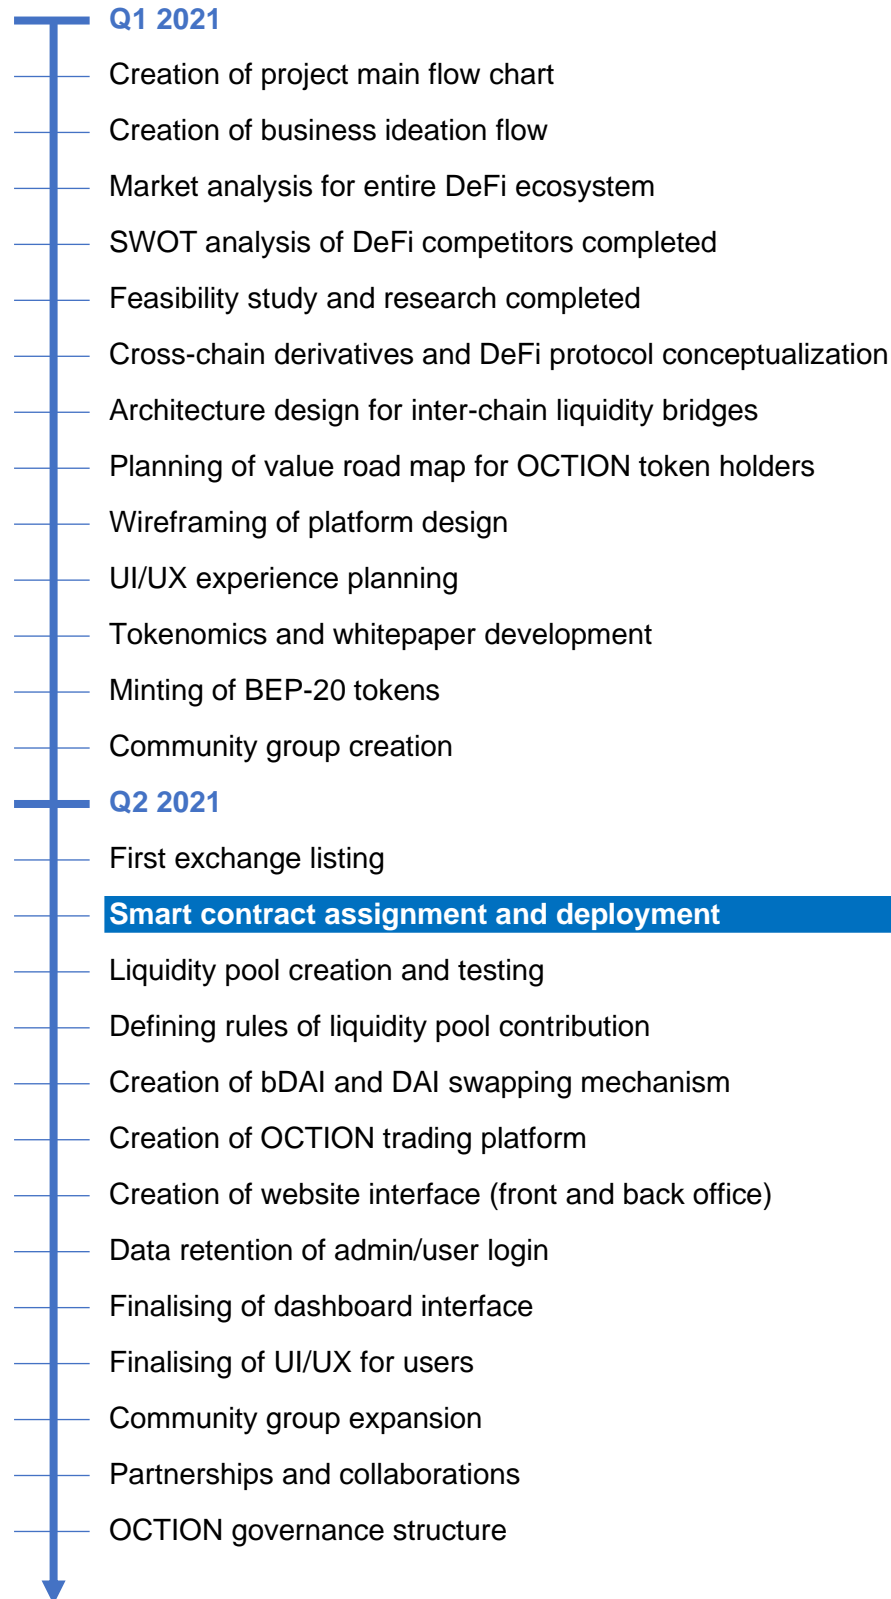 Q1 2021
Creation of project main flow chart
Creation of business ideation flow
Market analysis for entire DeFi ecosystem
SWOT analysis of DeFi competitors completed
Feasibility study and research completed
Cross-chain derivatives and DeFi protocol conceptualization
Architecture design for inter-chain liquidity bridges
Planning of value road map for OCTION token holders
Wireframing of platform design
UI/UX experience planning
Tokenomics and whitepaper development
Minting of BEP-20 tokens
Community group creation
Q2 2021
First exchange listing
Smart contract assignment and deployment
Liquidity pool creation and testing
Defining rules of liquidity pool contribution
Creation of bDAI and DAI swapping mechanism
Creation of OCTION trading platform
Creation of website interface (front and back office)
Data retention of admin/user login
Finalising of dashboard interface
Finalising of UI/UX for users
Community group expansion
Partnerships and collaborations
OCTION governance structure